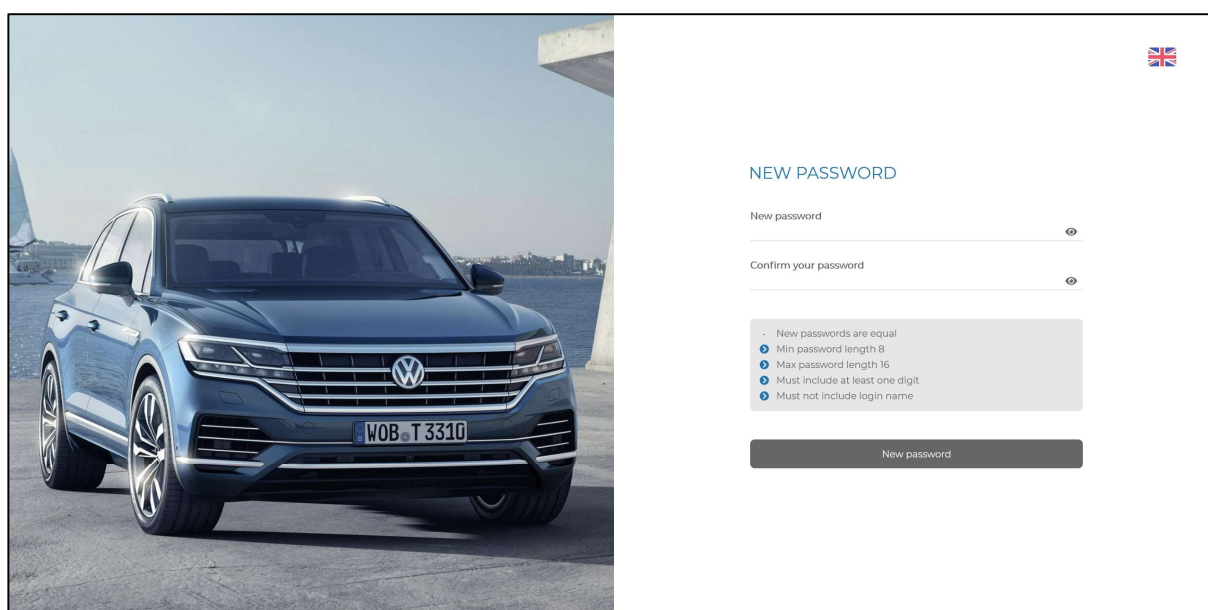 WOB T 3310
NEW PASSWORD
New password
Confirm your password
- New passwords are equal
Min password length 8
Max password length 16
Must include at least one digit
Must not include login name
New password